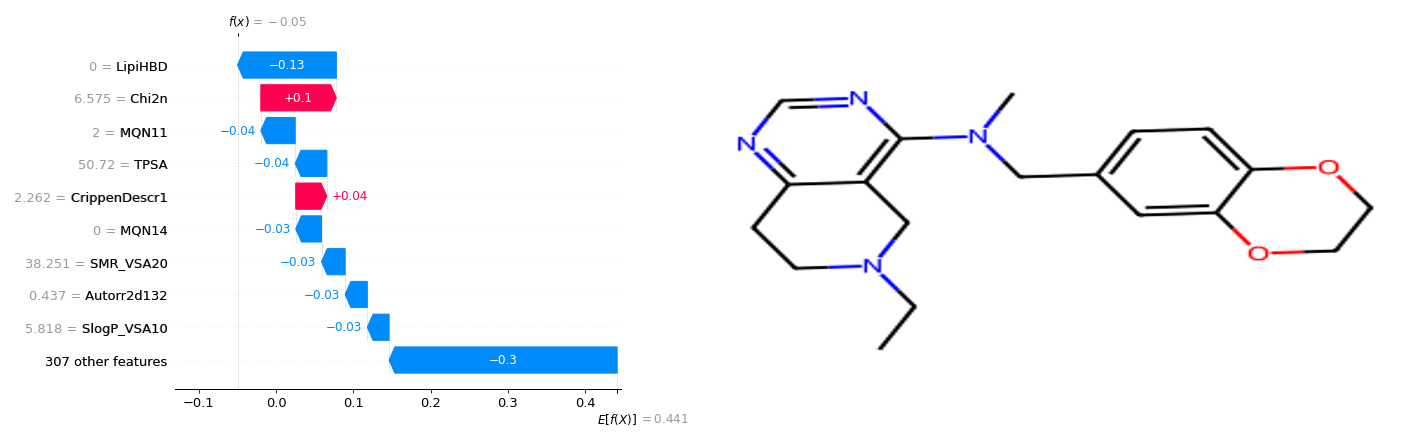 f(x) = −0.05
0 = LipiHBD −0.13
6.575 = Chi2n +0.1
2 = MQN11 −0.04
50.72 = TPSA −0.04
2.262 = CrippenDescr1 +0.04
0 = MQN14 −0.03
38.251 = SMR_VSA20 −0.03
0.437 = Autorr2d132 −0.03
5.818 = SlogP_VSA10 −0.03
307 other features −0.3
−0.1 0.0 0.1 0.2 0.3 0.4
E[f(X)] = 0.441
N
N
N
N
O
O